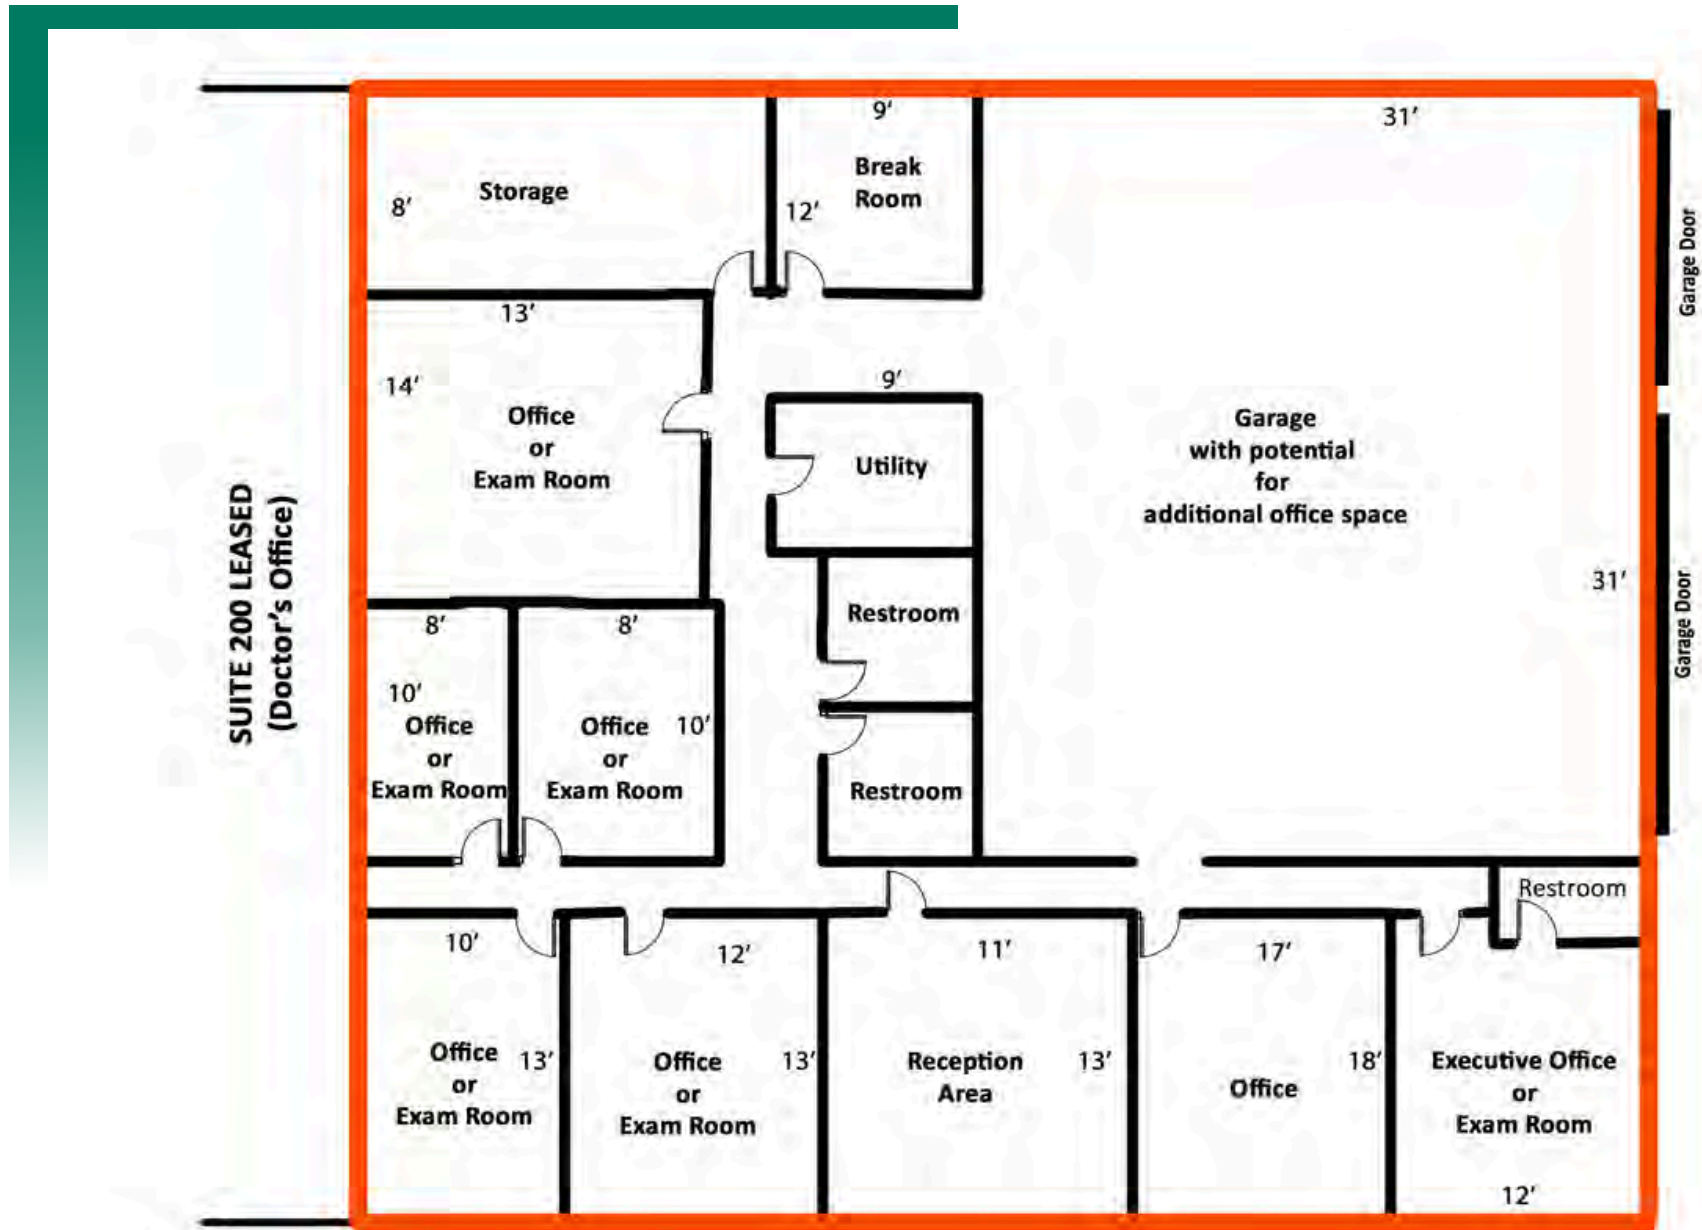 9’
31’
Break
Room
Storage
8’
12’
Garage Door
13’
14’
9’
Office
or
Exam Room
Utility
Garage
with potential
for
additional office space
SUITE 200 LEASED
(Doctor’s Office)
31’
Garage Door
Restroom
8’
8’
10’
Office
or
Exam Room
Office
or
Exam Room
10’
Restroom
Restroom
10’
12’
11’
17’
Office
or
Exam Room
13’
Office
or
Exam Room
13’
Reception
Area
13’
Office
18’
Executive Office
or
Exam Room
12’